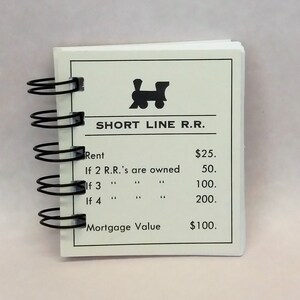 SHORT LINE R.R.
Rent $25.
If 2 R.R.'s are owned 50.
If 3 " " " 100.
If 4 " " " 200.
Mortgage Value $100.